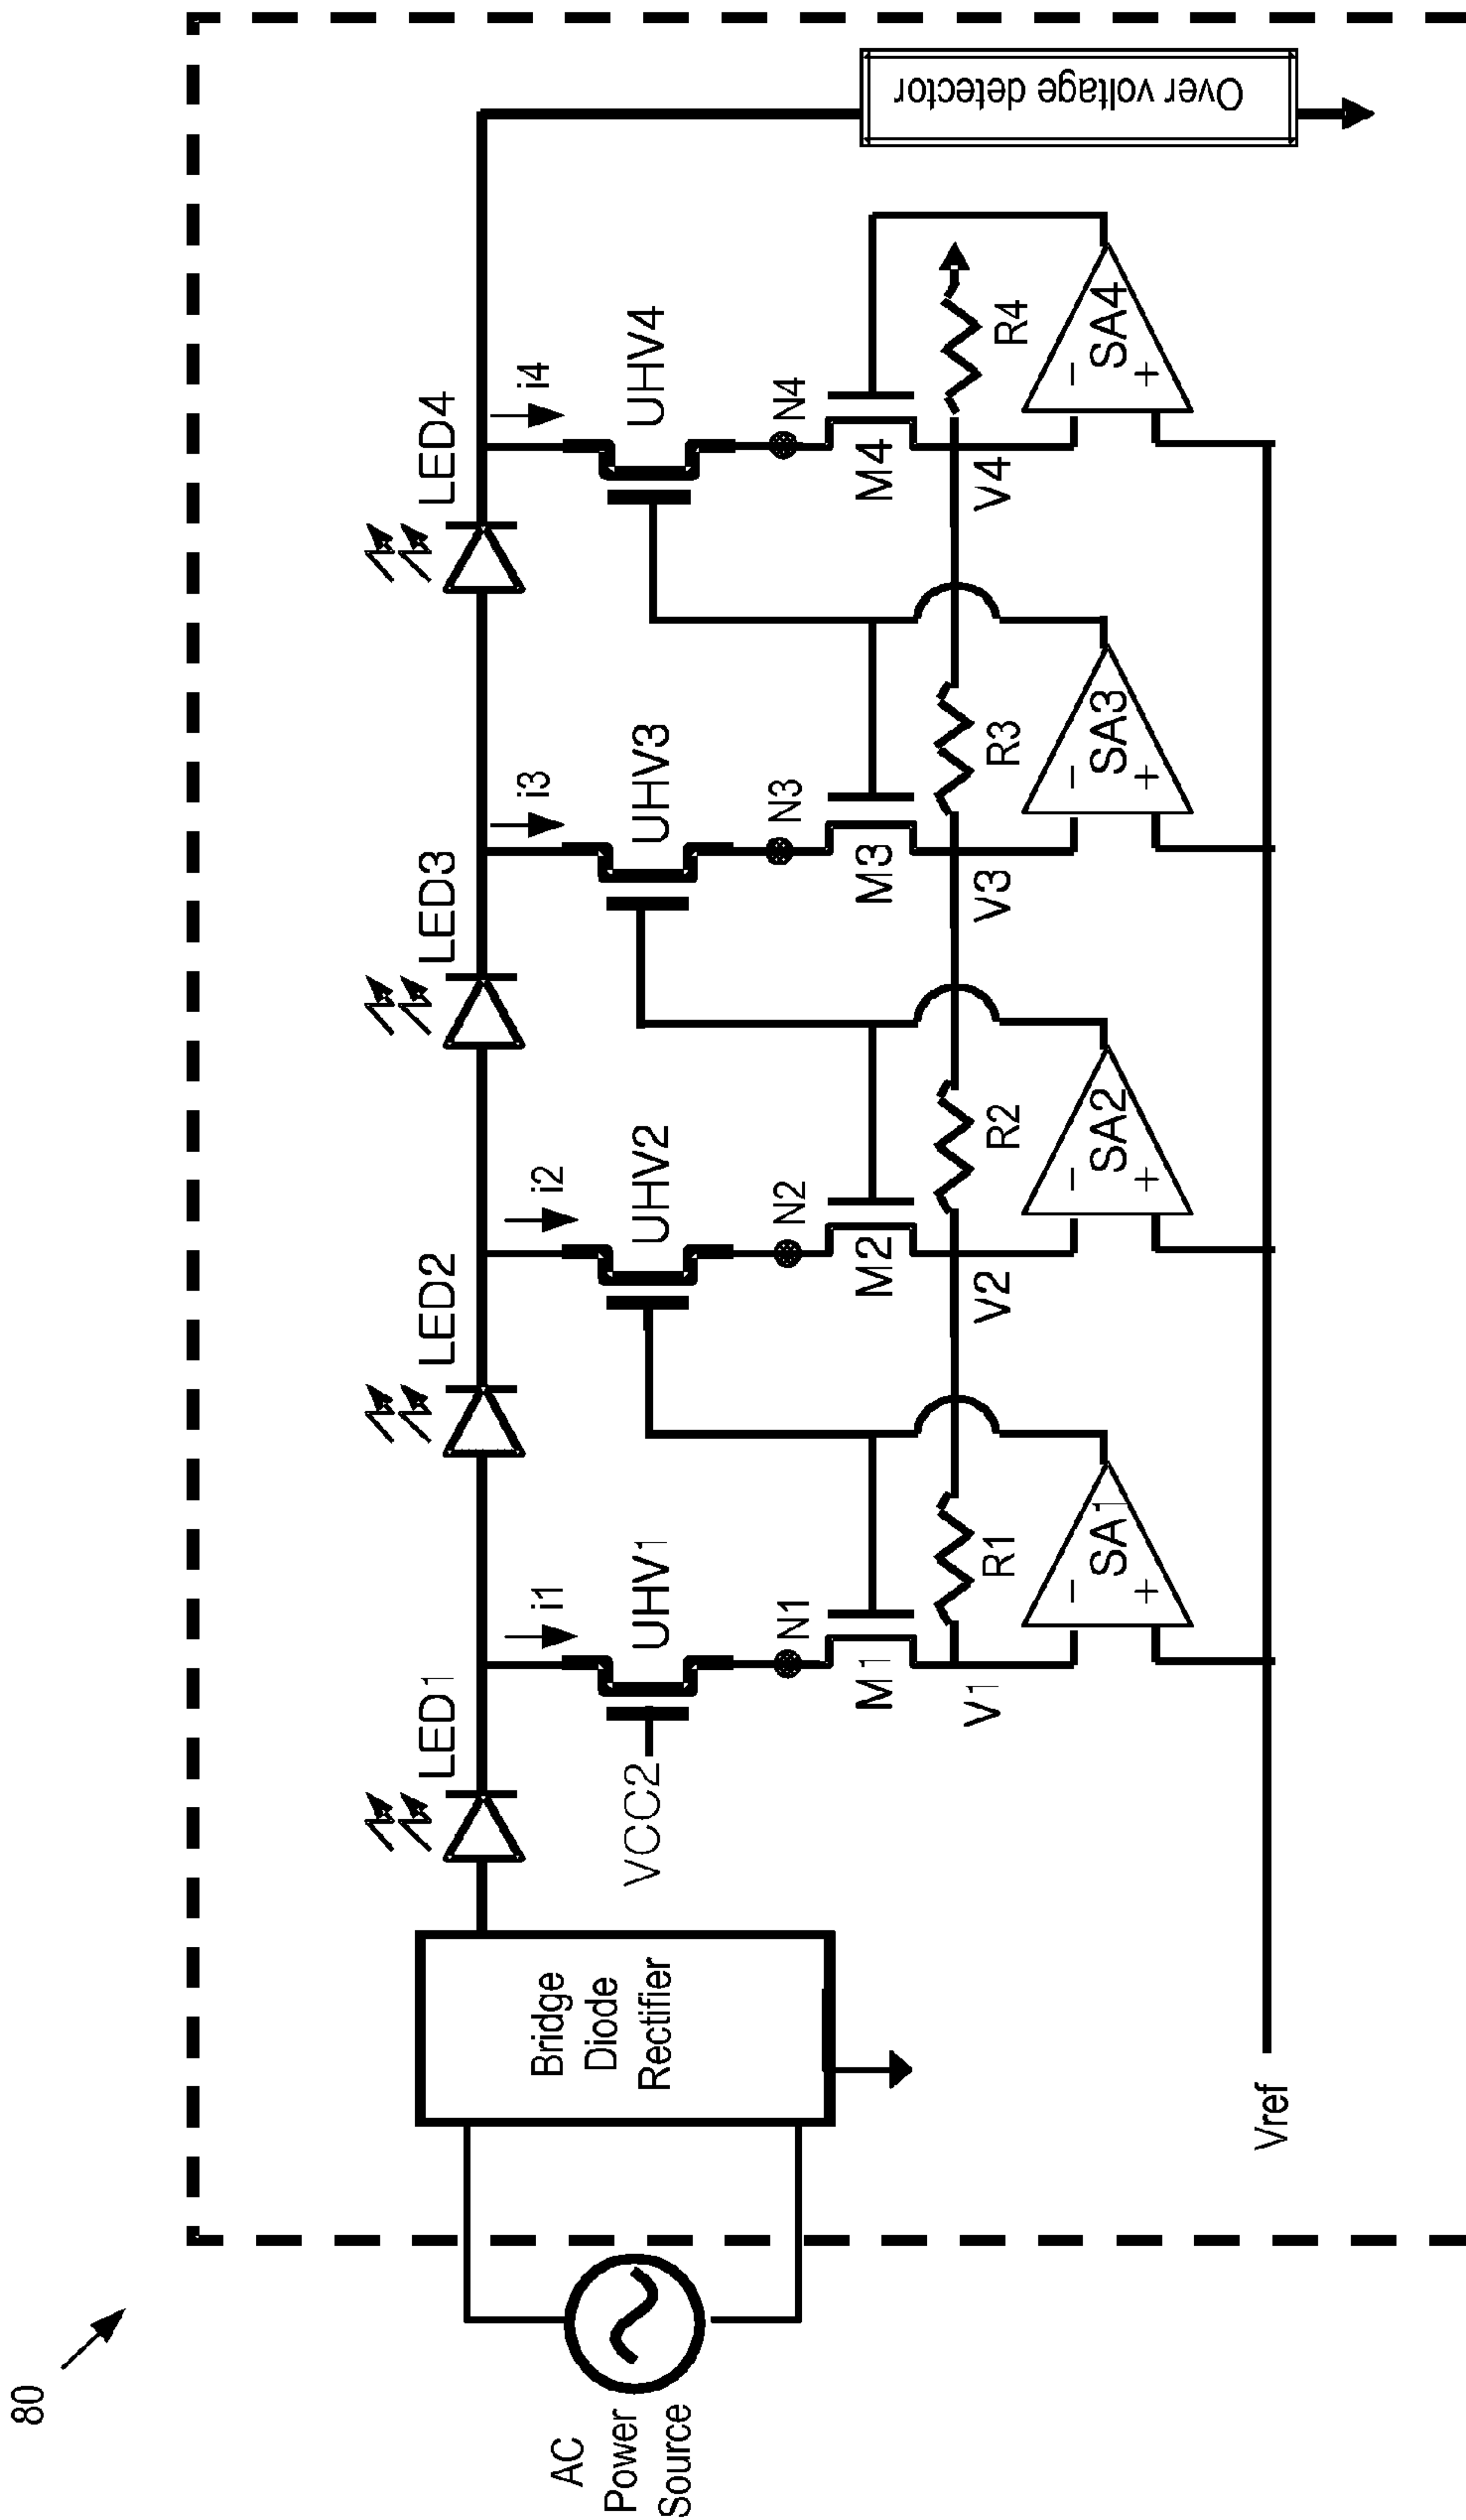 80
AC
Power
Source
Bridge
Diode
Rectifier
LED1
LED2
LED3
LED4
i1
i2
i3
i4
VCC2
UHV1
UHV2
UHV3
UHV4
N1
N2
N3
N4
M1
M2
M3
M4
V1
R1
V2
R2
V3
R3
V4
R4
− SA1 +
− SA2 +
− SA3 +
− SA4 +
Vref
Over voltage detector